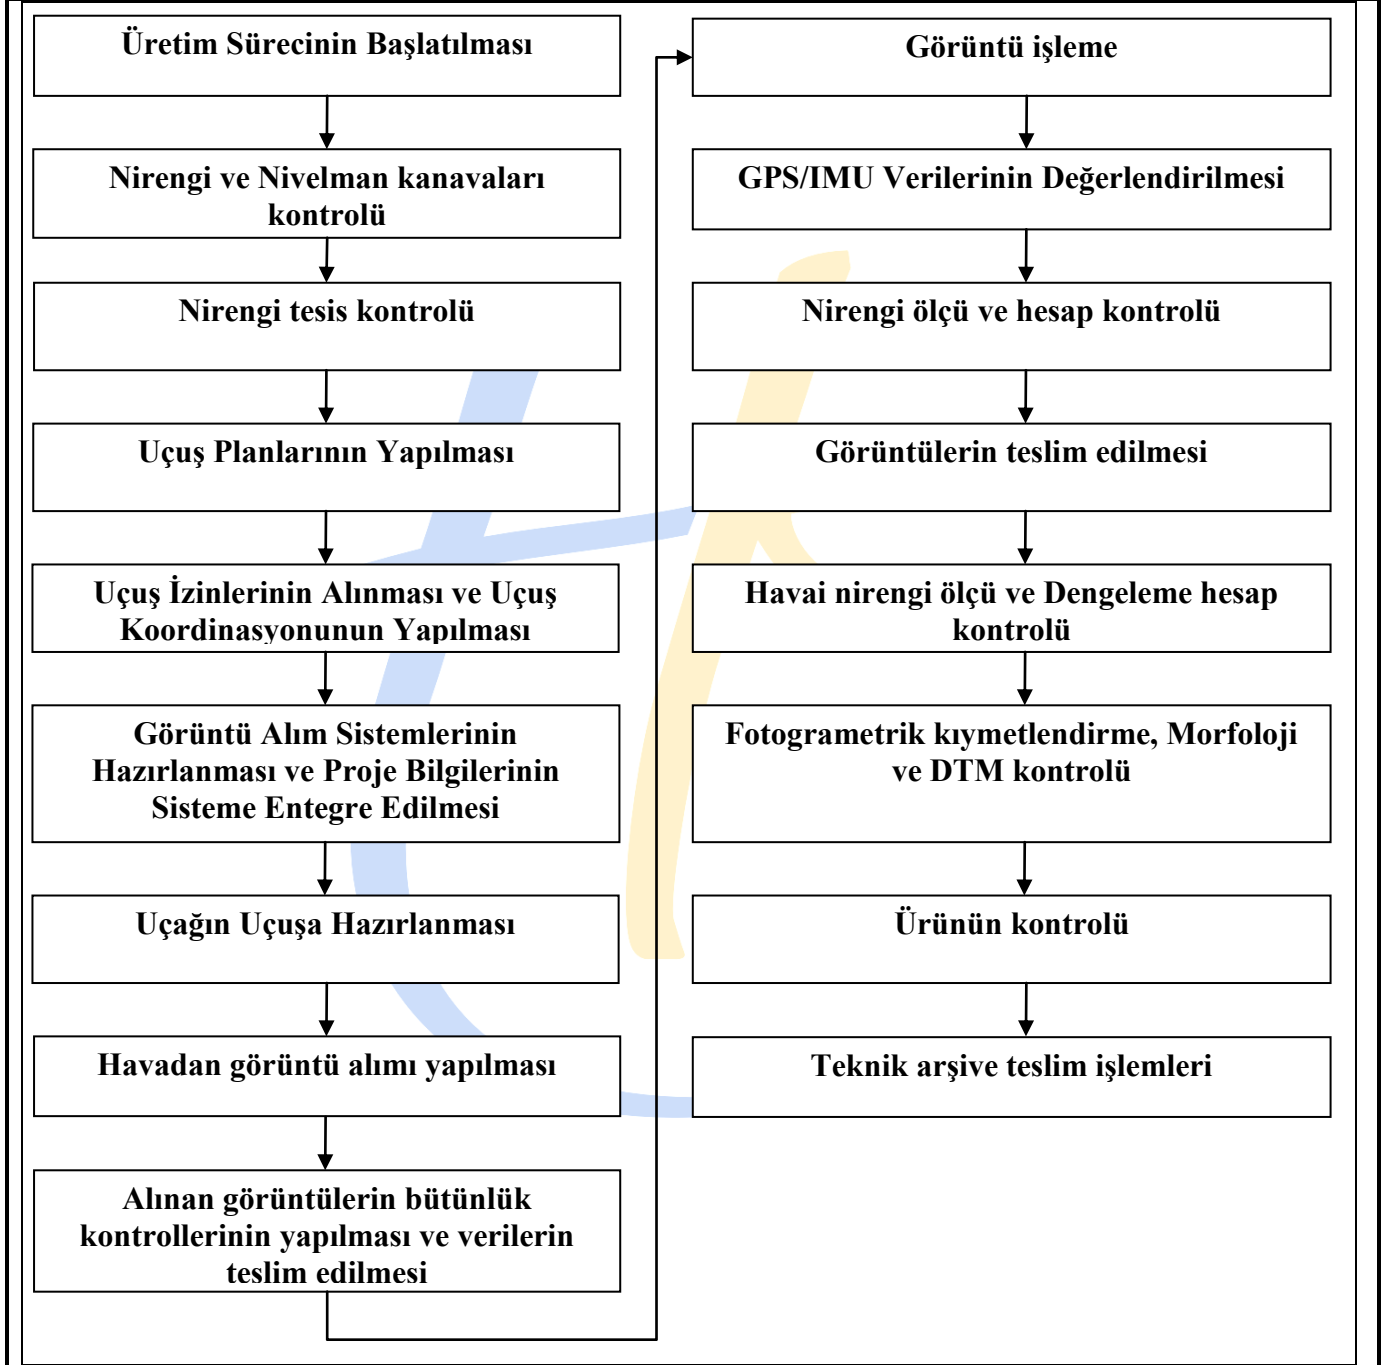 Üretim Sürecinin Başlatılması
Nirengi ve Nivelman kanavaları
kontrolü
Nirengi tesis kontrolü
Uçuş Planlarının Yapılması
Uçuş İzinlerinin Alınması ve Uçuş
Koordinasyonunun Yapılması
Görüntü Alım Sistemlerinin
Hazırlanması ve Proje Bilgilerinin
Sisteme Entegre Edilmesi
Uçağın Uçuşa Hazırlanması
Havadan görüntü alımı yapılması
Alınan görüntülerin bütünlük
kontrollerinin yapılması ve verilerin
teslim edilmesi
Görüntü işleme
GPS/IMU Verilerinin Değerlendirilmesi
Nirengi ölçü ve hesap kontrolü
Görüntülerin teslim edilmesi
Havai nirengi ölçü ve Dengeleme hesap
kontrolü
Fotogrametrik kıymetlendirme, Morfoloji
ve DTM kontrolü
Ürünün kontrolü
Teknik arşive teslim işlemleri